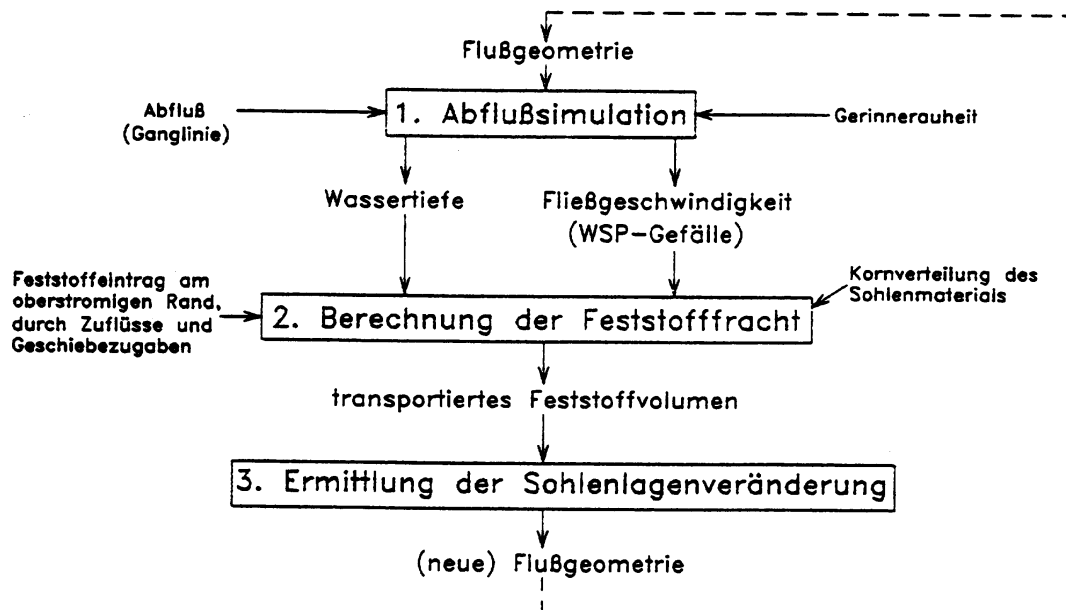 Flußgeometrie
Abfluß
(Ganglinie)
1. Abflußsimulation
Gerinnerauheit
Wassertiefe
Fließgeschwindigkeit
(WSP-Gefälle)
Feststoffeintrag am
oberstromigen Rand,
durch Zuflüsse und
Geschiebezugaben
Kornverteilung des
Sohlenmaterials
2. Berechnung der Feststofffracht
transportiertes Feststoffvolumen
3. Ermittlung der Sohlenlagenveränderung
(neue) Flußgeometrie